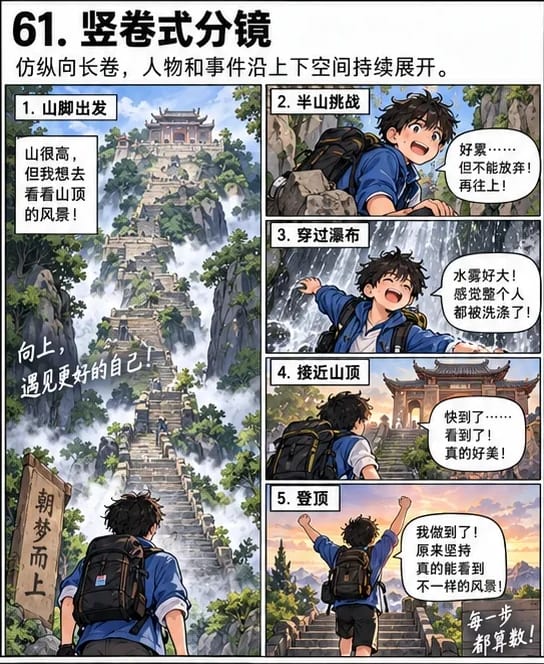 61. 竖卷式分镜
仿纵向长卷，人物和事件沿上下空间持续展开。
1. 山脚出发
山很高，
但我想去
看看山顶
的风景！
向上，
遇见更好的自己！
朝梦而上
2. 半山挑战
好累……
但不能放弃！
再往上！
3. 穿过瀑布
水雾好大！
感觉整个人
都被洗涤了！
4. 接近山顶
快到了……
看到了！
真的好美！
5. 登顶
我做到了！
原来坚持
真的能看到
不一样的风景！
每一步
都算数！